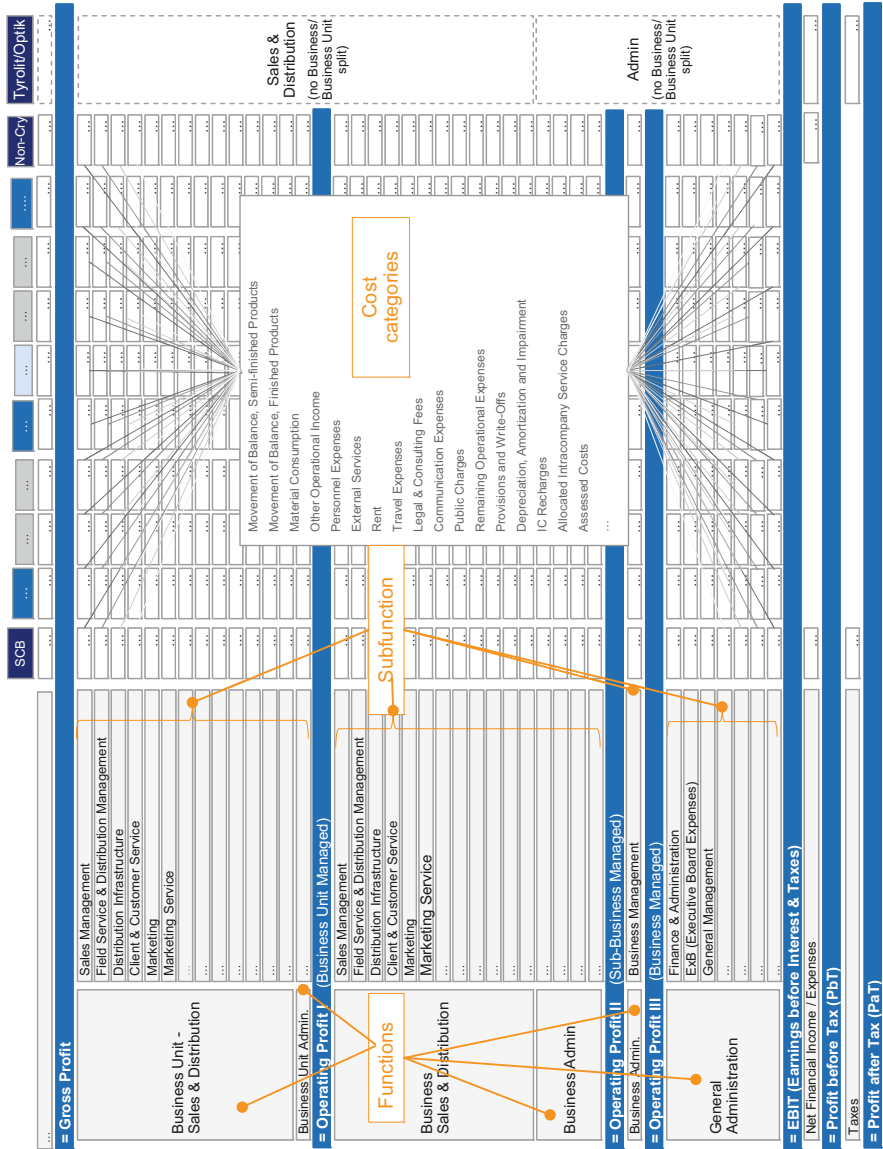 SCB
...
...
...
....
Non-Cry
Tyrolit/Optik
...
= Gross Profit
Business Unit -
Sales & Distribution
Sales Management
Field Service & Distribution Management
Distribution Infrastructure
Client & Customer Service
Marketing
Marketing Service
...
...
...
...
...
Business Unit Admin.
...
= Operating Profit I (Business Unit Managed)
Business
Sales & Distribution
Sales Management
Field Service & Distribution Management
Distribution Infrastructure
Client & Customer Service
Marketing
Marketing Service
...
...
...
...
Business Admin
...
...
...
= Operating Profit II (Sub-Business Managed)
Business Admin.
Business Management
= Operating Profit III (Business Managed)
General
Administration
Finance & Administration
ExB (Executive Board Expenses)
General Management
...
...
...
= EBIT (Earnings before Interest & Taxes)
Net Financial Income / Expenses
= Profit before Tax (PbT)
Taxes
= Profit after Tax (PaT)
Functions
Subfunction
Cost
categories
Movement of Balance, Semi-finished Products
Movement of Balance, Finished Products
Material Consumption
Other Operational Income
Personnel Expenses
External Services
Rent
Travel Expenses
Legal & Consulting Fees
Communication Expenses
Public Charges
Remaining Operational Expenses
Provisions and Write-Offs
Depreciation, Amortization and Impairment
IC Recharges
Allocated Intracompany Service Charges
Assessed Costs
...
Sales &
Distribution
(no Business/
Business Unit
split)
Admin
(no Business/
Business Unit
split)